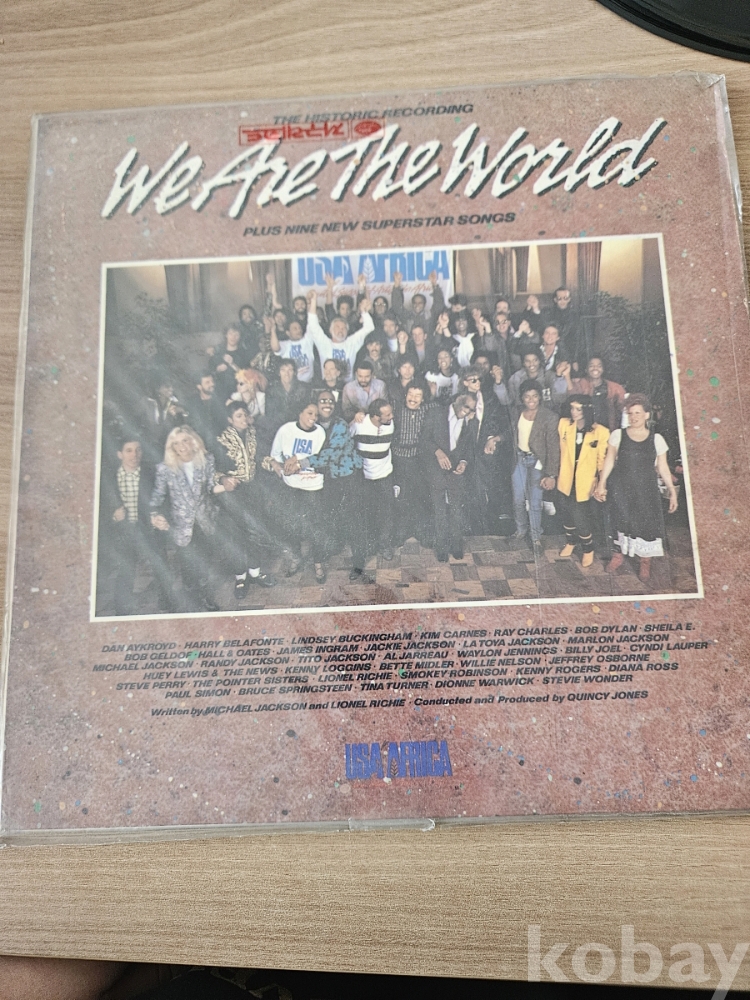 THE HISTORIC RECORDING
We Are The World
PLUS NINE NEW SUPERSTAR SONGS
USA AFRICA
USA
DAN AYKROYD · HARRY BELAFONTE · LINDSEY BUCKINGHAM · KIM CARNES · RAY CHARLES · BOB DYLAN · SHEILA E.
BOB GELDOF · HALL & OATES · JAMES INGRAM · JACKIE JACKSON · LA TOYA JACKSON · MARLON JACKSON
MICHAEL JACKSON · RANDY JACKSON · TITO JACKSON · AL JARREAU · WAYLON JENNINGS · BILLY JOEL · CYNDI LAUPER
HUEY LEWIS & THE NEWS · KENNY LOGGINS · BETTE MIDLER · WILLIE NELSON · JEFFREY OSBORNE
STEVE PERRY · THE POINTER SISTERS · LIONEL RICHIE · SMOKEY ROBINSON · KENNY ROGERS · DIANA ROSS
PAUL SIMON · BRUCE SPRINGSTEEN · TINA TURNER · DIONNE WARWICK · STEVIE WONDER
Written by MICHAEL JACKSON and LIONEL RICHIE · Conducted and Produced by QUINCY JONES
USA AFRICA
kobay